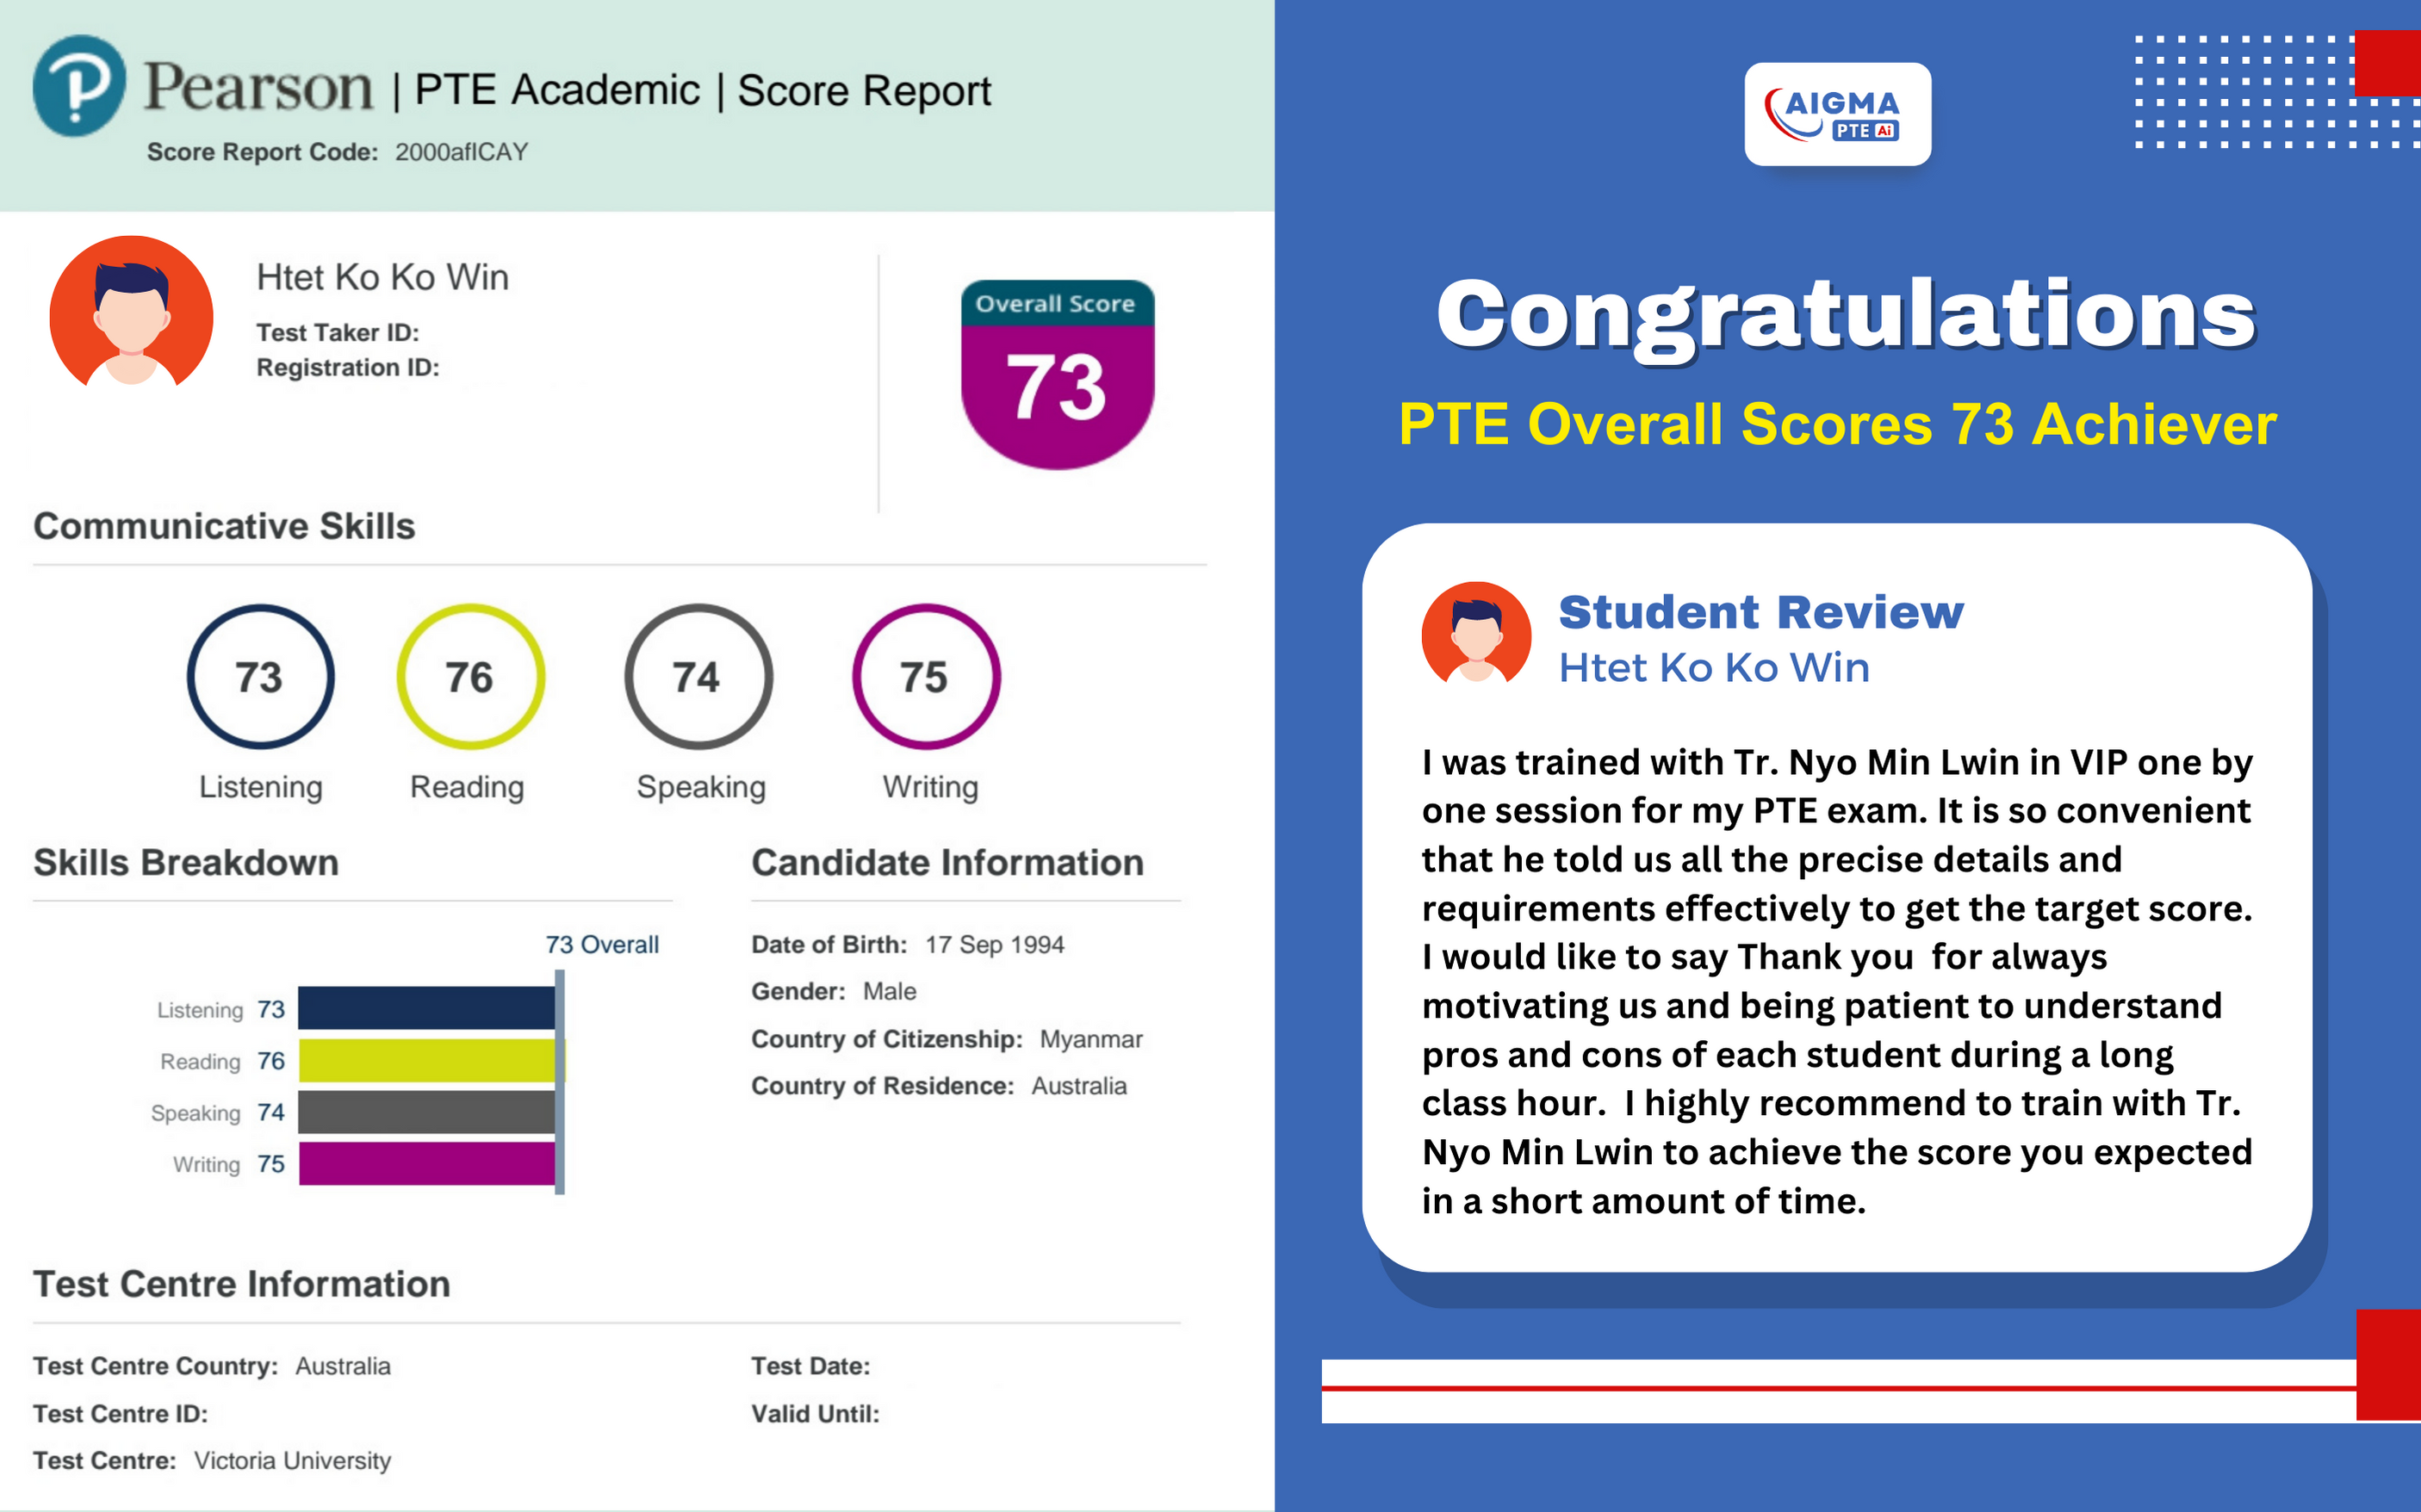 Pearson | PTE Academic | Score Report
Score Report Code: 2000aflCAY
Htet Ko Ko Win
Test Taker ID:
Registration ID:
Overall Score
73
Communicative Skills
73 76 74 75
Listening Reading Speaking Writing
Skills Breakdown
73 Overall
Listening 73
Reading 76
Speaking 74
Writing 75
Candidate Information
Date of Birth: 17 Sep 1994
Gender: Male
Country of Citizenship: Myanmar
Country of Residence: Australia
Test Centre Information
Test Centre Country: Australia
Test Centre ID:
Test Centre: Victoria University
Test Date:
Valid Until:
AIGMA
PTE Ai
Congratulations
PTE Overall Scores 73 Achiever
Student Review
Htet Ko Ko Win
I was trained with Tr. Nyo Min Lwin in VIP one by
one session for my PTE exam. It is so convenient
that he told us all the precise details and
requirements effectively to get the target score.
I would like to say Thank you  for always
motivating us and being patient to understand
pros and cons of each student during a long
class hour.  I highly recommend to train with Tr.
Nyo Min Lwin to achieve the score you expected
in a short amount of time.